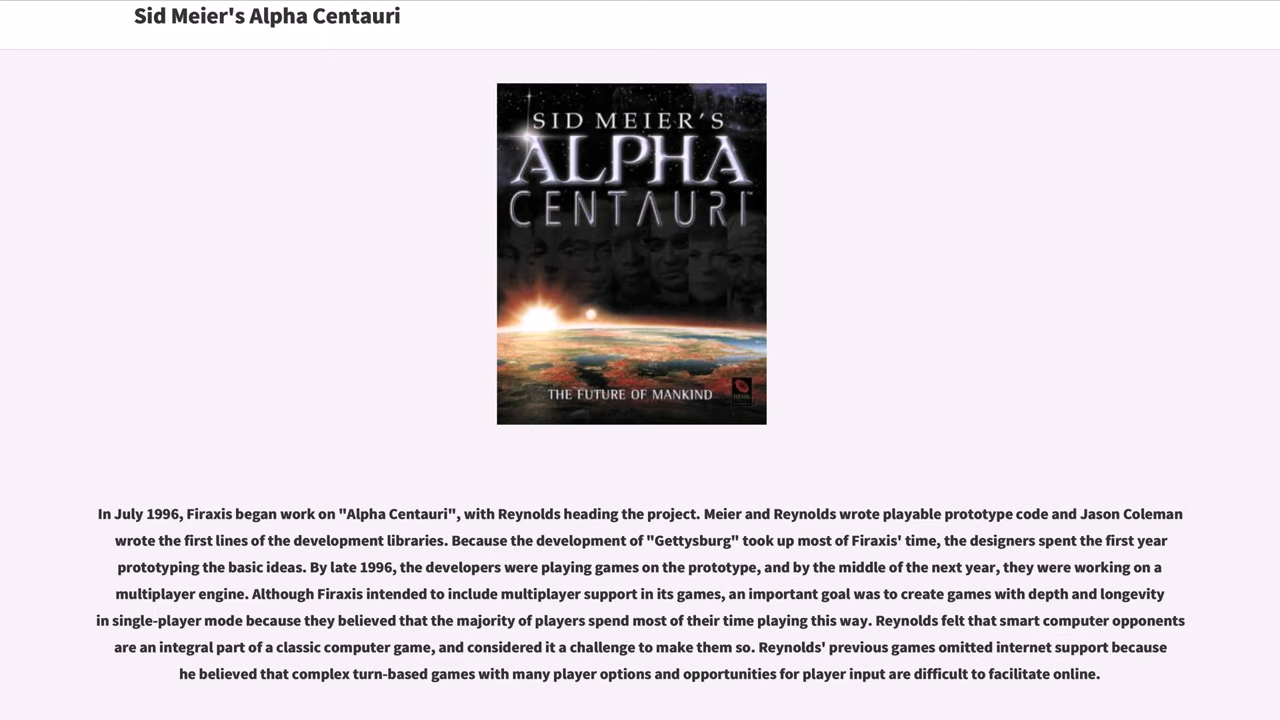 Sid Meier's Alpha Centauri
SID MEIER'S
ALPHA
CENTAURI
THE FUTURE OF MANKIND
In July 1996, Firaxis began work on "Alpha Centauri", with Reynolds heading the project. Meier and Reynolds wrote playable prototype code and Jason Coleman
wrote the first lines of the development libraries. Because the development of "Gettysburg" took up most of Firaxis' time, the designers spent the first year
prototyping the basic ideas. By late 1996, the developers were playing games on the prototype, and by the middle of the next year, they were working on a
multiplayer engine. Although Firaxis intended to include multiplayer support in its games, an important goal was to create games with depth and longevity
in single-player mode because they believed that the majority of players spend most of their time playing this way. Reynolds felt that smart computer opponents
are an integral part of a classic computer game, and considered it a challenge to make them so. Reynolds' previous games omitted internet support because
he believed that complex turn-based games with many player options and opportunities for player input are difficult to facilitate online.